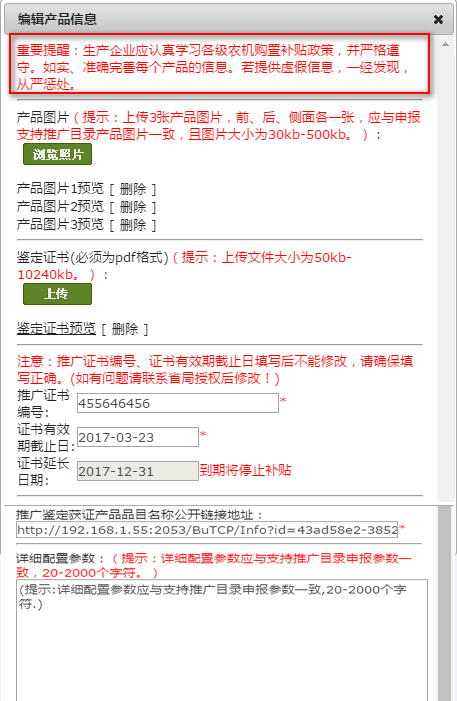 编辑产品信息
重要提醒：生产企业应认真学习各级农机购置补贴政策，并严格遵
守。如实、准确完善每个产品的信息。若提供虚假信息，一经发现，
从严惩处。
产品图片（提示：上传3张产品图片，前、后、侧面各一张，应与申报
支持推广目录产品图片一致，且图片大小为30kb-500kb。）：
浏览照片
产品图片1预览 [ 删除 ]
产品图片2预览 [ 删除 ]
产品图片3预览 [ 删除 ]
鉴定证书(必须为pdf格式)（提示：上传文件大小为50kb-
10240kb。）：
上传
鉴定证书预览 [ 删除 ]
注意：推广证书编号、证书有效期截止日填写后不能修改，请确保填
写正确。(如有问题请联系省局授权后修改！)
推广证书
编号: 455646456*
证书有效
期截止日: 2017-03-23*
证书延长
日期: 2017-12-31到期将停止补贴
推广鉴定获证产品品目名称公开链接地址：
http://192.168.1.55:2053/BuTCP/Info?id=43ad58e2-3852*
详细配置参数：（提示：详细配置参数应与支持推广目录申报参数一
致，20-2000个字符。）
(提示:详细配置参数应与支持推广目录申报参数一致,20-2000个字
符.)